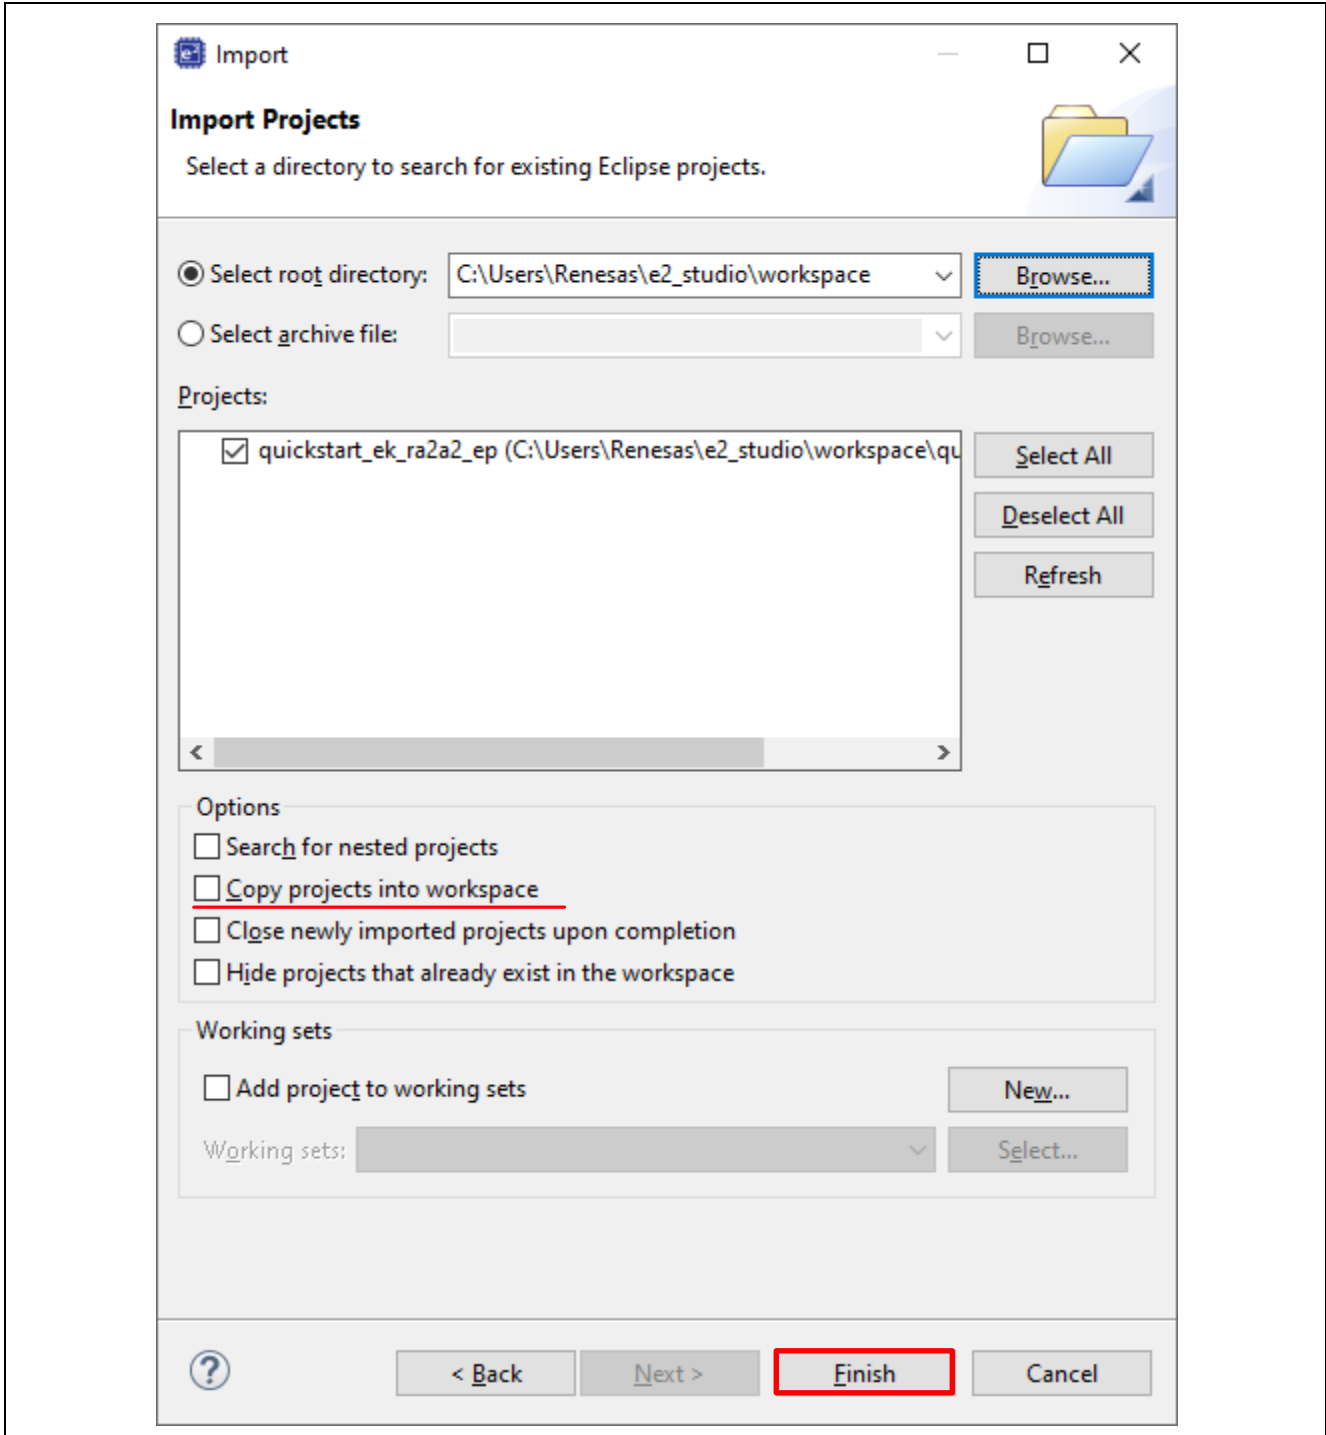 e²
Import
Import Projects
Select a directory to search for existing Eclipse projects.
Select root directory: C:\Users\Renesas\e2_studio\workspace Browse...
Select archive file: Browse...
Projects:
quickstart_ek_ra2a2_ep (C:\Users\Renesas\e2_studio\workspace\qu
Select All
Deselect All
Refresh
Options
Search for nested projects
Copy projects into workspace
Close newly imported projects upon completion
Hide projects that already exist in the workspace
Working sets
Add project to working sets New...
Working sets: Select...
? < Back Next > Finish Cancel